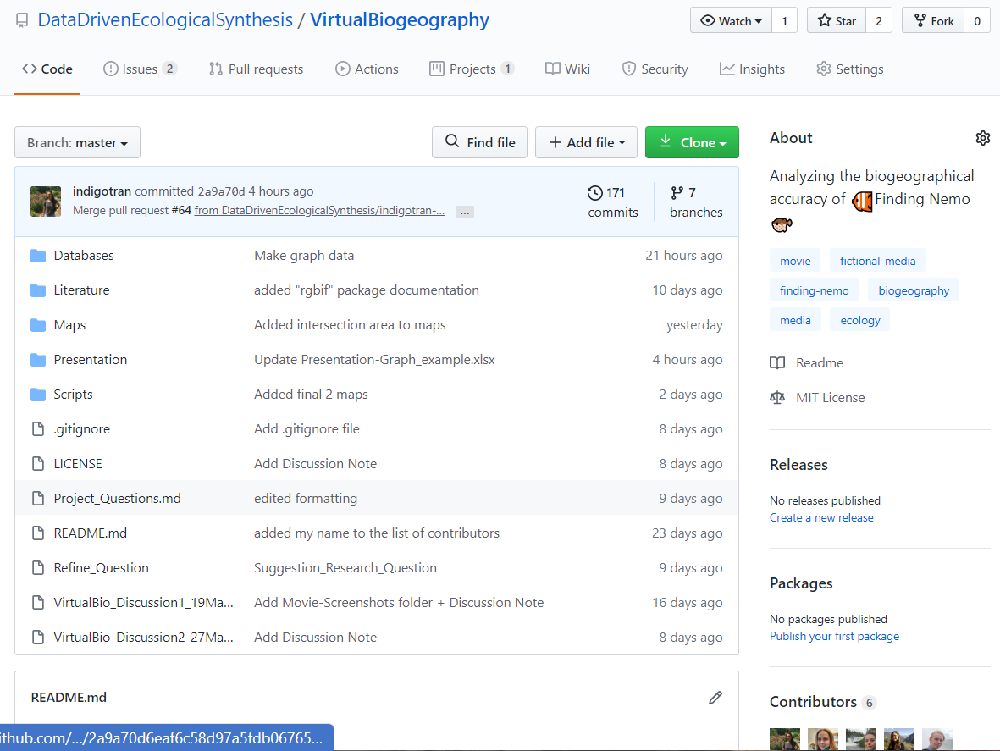 DataDrivenEcologicalSynthesis / VirtualBiogeography
Watch 1 Star 2 Fork 0
Code Issues 2 Pull requests Actions Projects 1 Wiki Security Insights Settings
Branch: master Find file Add file Clone
indigotran committed 2a9a70d 4 hours ago
Merge pull request #64 from DataDrivenEcologicalSynthesis/indigotran-... ...
171 commits
7 branches
Databases Make graph data 21 hours ago
Literature added "rgbif" package documentation 10 days ago
Maps Added intersection area to maps yesterday
Presentation Update Presentation-Graph_example.xlsx 4 hours ago
Scripts Added final 2 maps 2 days ago
.gitignore Add .gitignore file 8 days ago
LICENSE Add Discussion Note 8 days ago
Project_Questions.md edited formatting 9 days ago
README.md added my name to the list of contributors 23 days ago
Refine_Question Suggestion_Research_Question 9 days ago
VirtualBio_Discussion1_19Ma... Add Movie-Screenshots folder + Discussion Note 16 days ago
VirtualBio_Discussion2_27Ma... Add Discussion Note 8 days ago
README.md
ithub.com/.../2a9a70d6eaf6c58d97a5fdb06765...
About
Analyzing the biogeographical
accuracy of 🐠Finding Nemo
🐡
movie fictional-media
finding-nemo biogeography
media ecology
Readme
MIT License
Releases
No releases published
Create a new release
Packages
No packages published
Publish your first package
Contributors 6